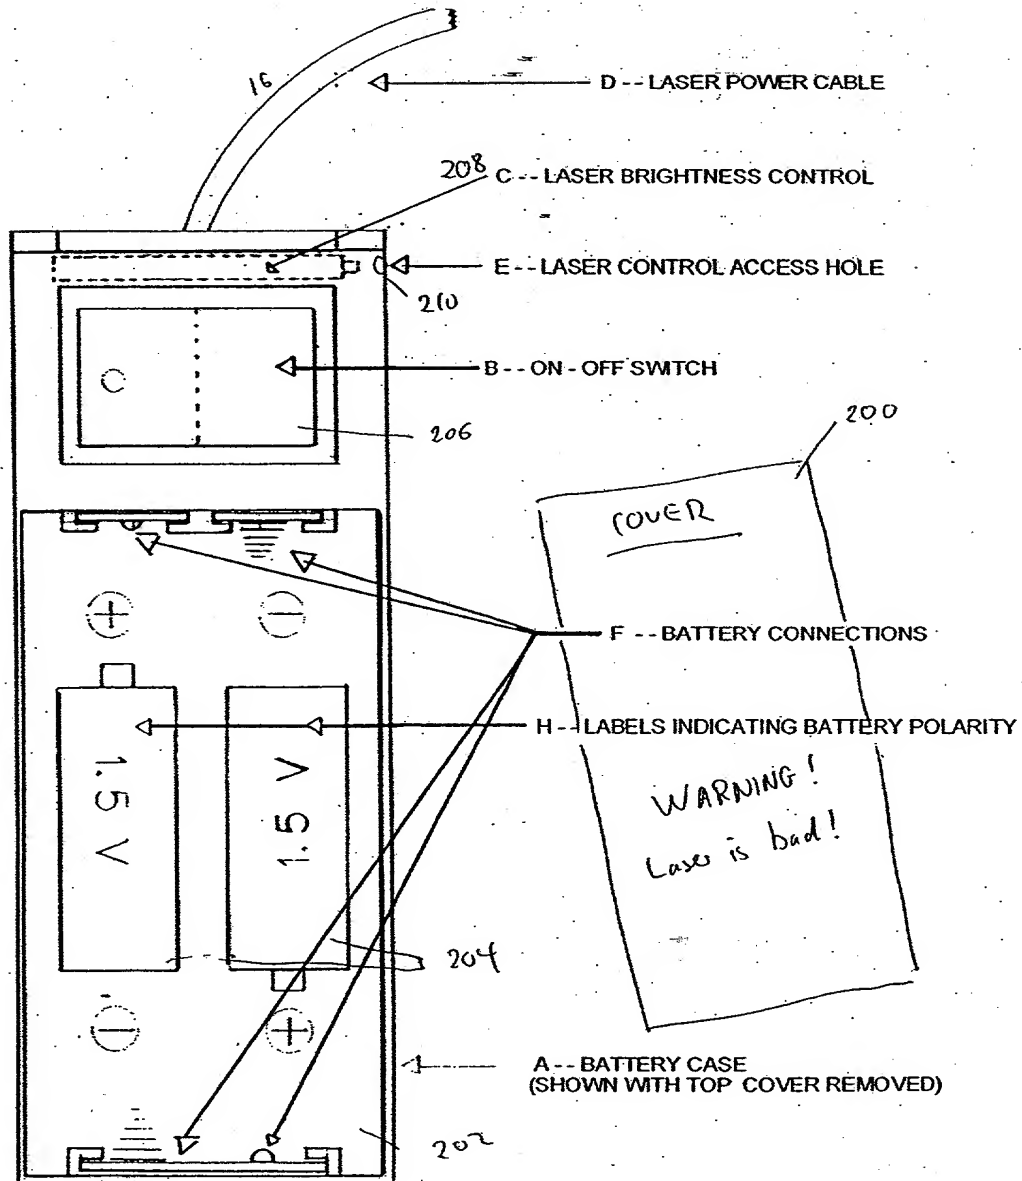 16
D -- LASER POWER CABLE
208
C -- LASER BRIGHTNESS CONTROL
E -- LASER CONTROL ACCESS HOLE
210
B -- ON - OFF SWITCH
206
200
COVER
F -- BATTERY CONNECTIONS
H -- LABELS INDICATING BATTERY POLARITY
1.5 V
1.5 V
WARNING!
Laser is bad!
204
A -- BATTERY CASE
(SHOWN WITH TOP COVER REMOVED)
202